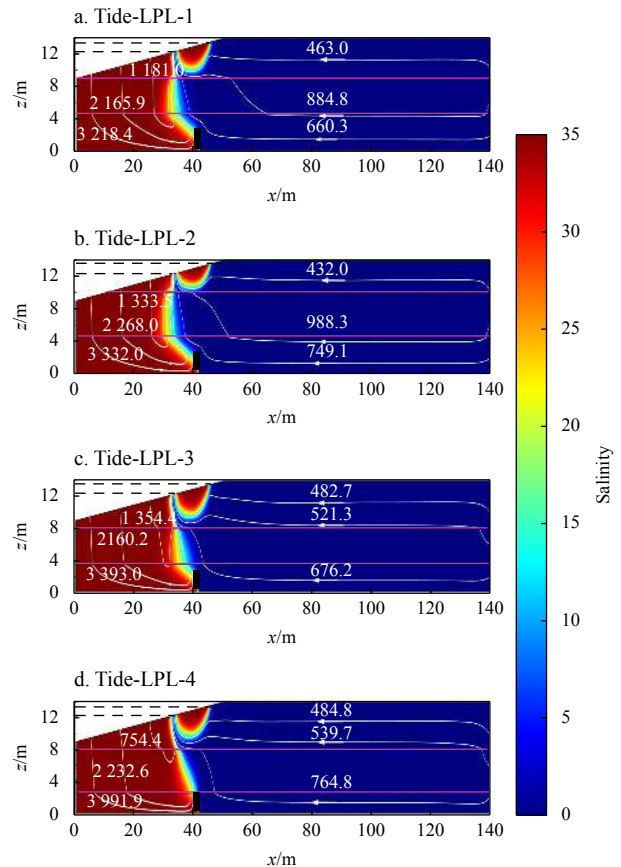 a. Tide-LPL-1
12
8
4
0
z/m
463.0
1 181.0
2 165.9
884.8
3 218.4
660.3
0 20 40 60 80 100 120 140
x/m
b. Tide-LPL-2
12
8
4
0
z/m
432.0
1 333.5
2 268.0
988.3
3 332.0
749.1
0 20 40 60 80 100 120 140
x/m
c. Tide-LPL-3
12
8
4
0
z/m
482.7
1 354.4
521.3
2160.2
3 393.0
676.2
0 20 40 60 80 100 120 140
x/m
d. Tide-LPL-4
12
8
4
0
z/m
484.8
754.4
539.7
2 232.6
764.8
3 991.9
0 20 40 60 80 100 120 140
x/m
35
30
25
20
15
10
5
0
Salinity